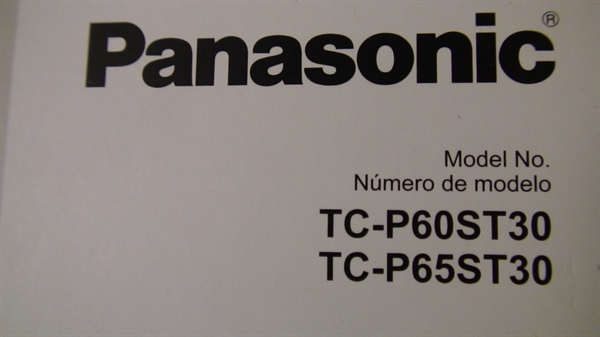 Panasonic®
Model No.
Número de modelo
TC-P60ST30
TC-P65ST30